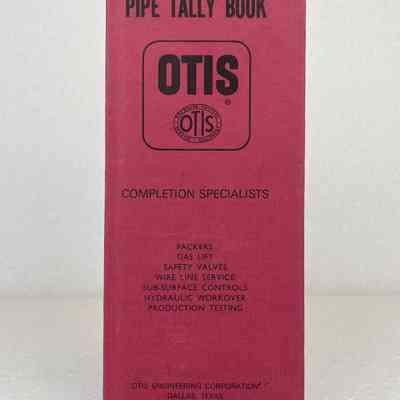 PIPE TALLY BOOK
OTIS
®
OTIS
COMPLETION SPECIALISTS
PACKERS
GAS LIFT
SAFETY VALVES
WIRE LINE SERVICE
SUB-SURFACE CONTROLS
HYDRAULIC WORKOVER
PRODUCTION TESTING
OTIS ENGINEERING CORPORATION
DALLAS, TEXAS